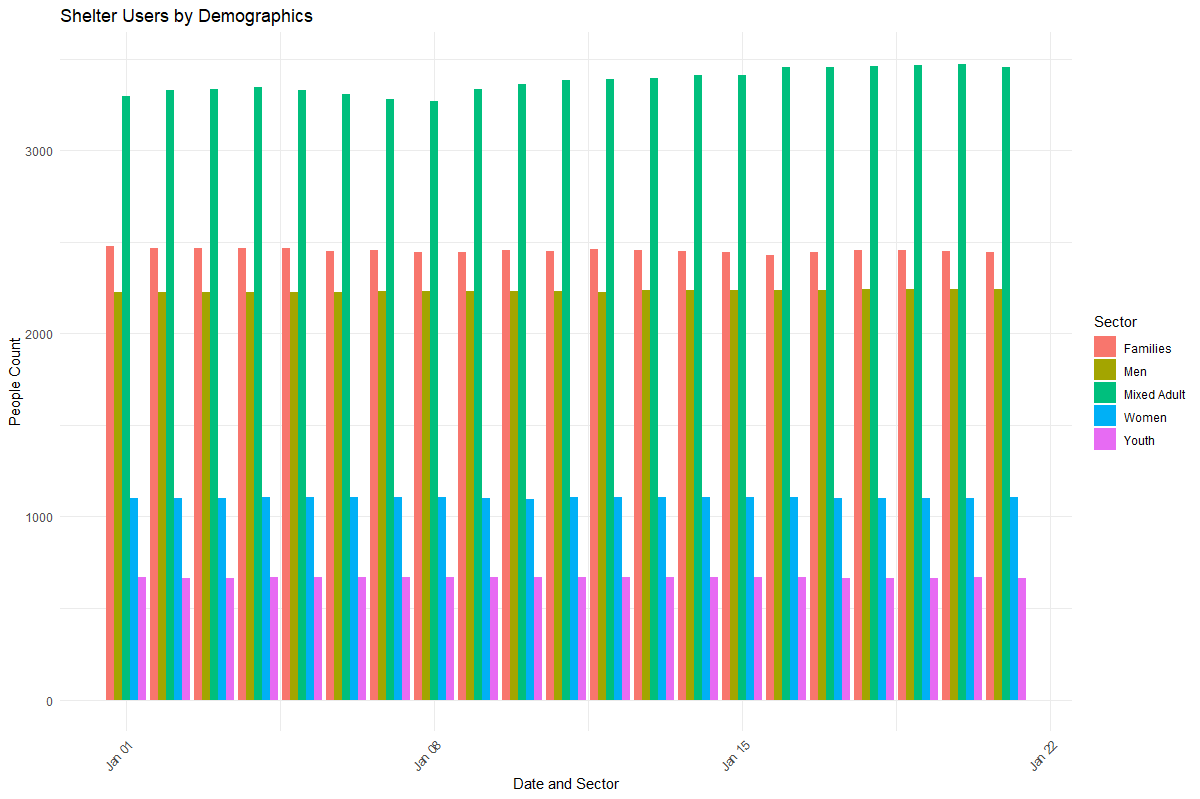 Shelter Users by Demographics
People Count
3000
2000
1000
0
Jan 01
Jan 08
Jan 15
Jan 22
Date and Sector
Sector
Families
Men
Mixed Adult
Women
Youth